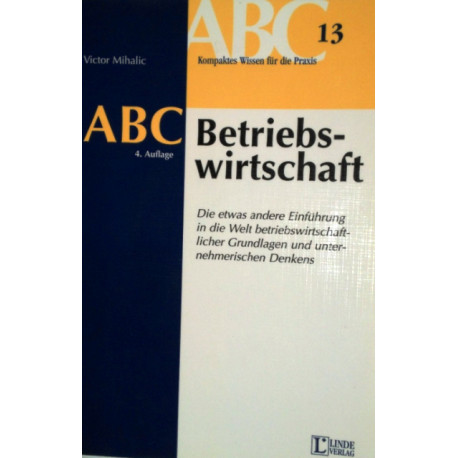 ABC 13
Victor Mihalic
Kompaktes Wissen für die Praxis
ABC
4. Auflage
Betriebs-
wirtschaft
Die etwas andere Einführung
in die Welt betriebswirtschaft-
licher Grundlagen und unter-
nehmerischen Denkens
L
LINDE
VERLAG